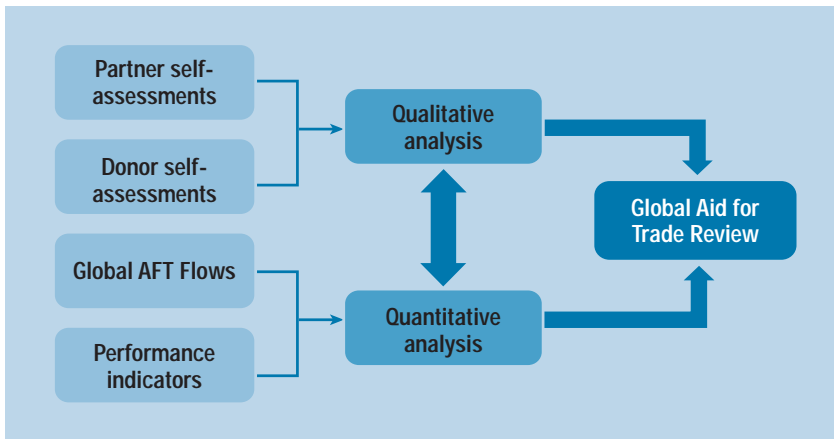 Partner self-
assessments
Donor self-
assessments
Global AFT Flows
Performance
indicators
Qualitative
analysis
Quantitative
analysis
Global Aid for
Trade Review